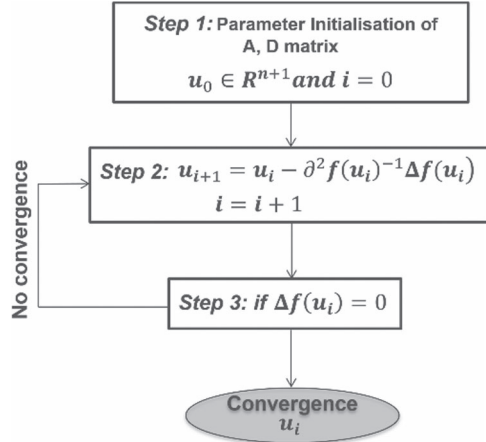 Step 1: Parameter Initialisation of
A, D matrix
u₀ ∈ Rⁿ⁺¹ and i = 0
Step 2: uᵢ₊₁ = uᵢ − ∂²f(uᵢ)⁻¹Δf(uᵢ)
i = i + 1
No convergence
Step 3: if Δf(uᵢ) = 0
Convergence
uᵢ